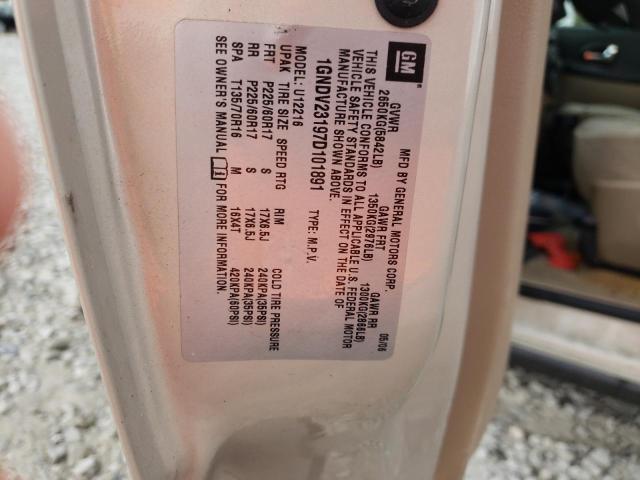 GM
MFD BY GENERAL MOTORS CORP. 05/06
GVWR GAWR FRT GAWR RR
2650KG(5842LB) 1350KG(2976LB) 1300KG(2866LB)
THIS VEHICLE CONFORMS TO ALL APPLICABLE U.S. FEDERAL MOTOR
VEHICLE SAFETY STANDARDS IN EFFECT ON THE DATE OF
MANUFACTURE SHOWN ABOVE.
1GNDV23197D101891 TYPE: M.P.V.
MODEL: U12216
UPAK TIRE SIZE SPEED RTG RIM COLD TIRE PRESSURE
FRT P225/60R17 S 17X6.5J 240KPA(35PSI)
RR P225/60R17 S 17X6.5J 240KPA(35PSI)
SPA T135/70R16 M 16X4T 420KPA(60PSI)
SEE OWNER'S MANUAL FOR MORE INFORMATION.